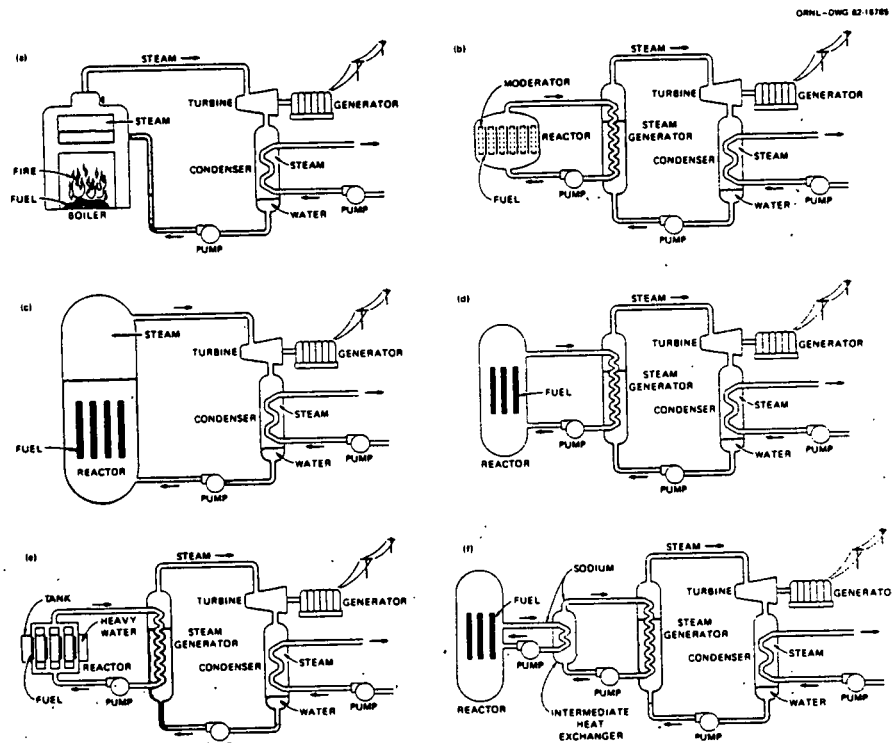 ORNL-DWG 82-16785
(a)
STEAM
TURBINE
GENERATOR
STEAM
STEAM
CONDENSER
FIRE
FUEL
BOILER
WATER
PUMP
PUMP
(b)
STEAM
MODERATOR
TURBINE
GENERATOR
REACTOR
STEAM
GENERATOR
STEAM
CONDENSER
FUEL
PUMP
WATER
PUMP
PUMP
(c)
STEAM
TURBINE
GENERATOR
STEAM
CONDENSER
FUEL
REACTOR
WATER
PUMP
PUMP
(d)
STEAM
TURBINE
GENERATOR
STEAM
GENERATOR
FUEL
STEAM
CONDENSER
REACTOR
PUMP
WATER
PUMP
PUMP
(e)
STEAM
TANK
TURBINE
GENERATOR
HEAVY
WATER
STEAM
GENERATOR
STEAM
REACTOR
CONDENSER
FUEL
PUMP
WATER
PUMP
(f)
STEAM
SODIUM
FUEL
TURBINE
GENERATO
STEAM
GENERATOR
STEAM
PUMP
CONDENSER
REACTOR
PUMP
WATER
PUMP
INTERMEDIATE
HEAT
EXCHANGER
PUMP